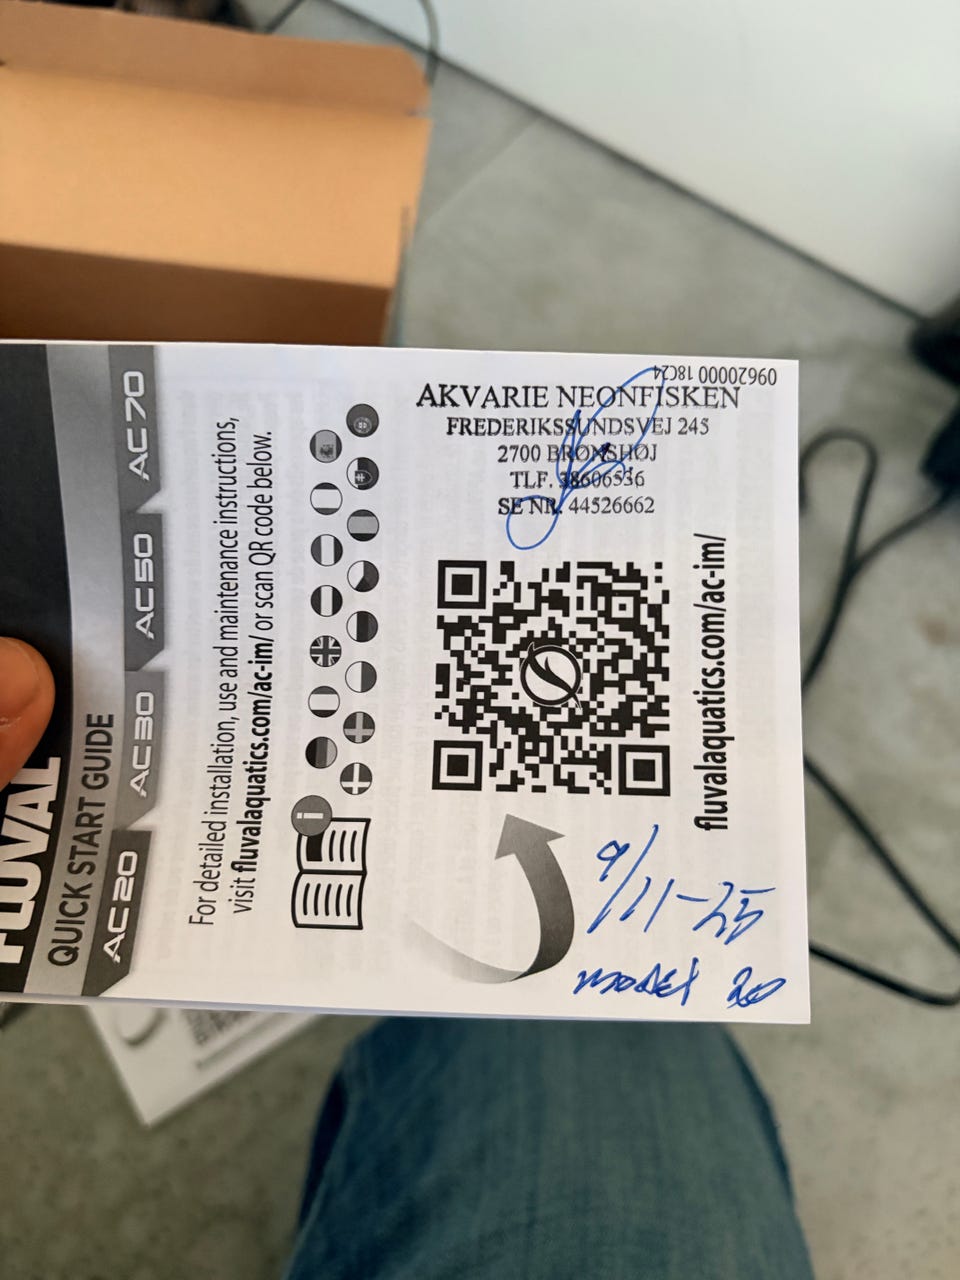 FLUVAL
QUICK START GUIDE
AC20 AC30 AC50 AC70
For detailed installation, use and maintenance instructions,
visit fluvalaquatics.com/ac-im/ or scan QR code below.
i
fluvalaquatics.com/ac-im/
AKVARIE NEONFISKEN
FREDERIKSSUNDSVEJ 245
2700 BRØNSHØJ
TLF. 38606536
SE NR. 44526662
0962000018C24
9/11-25
model 20